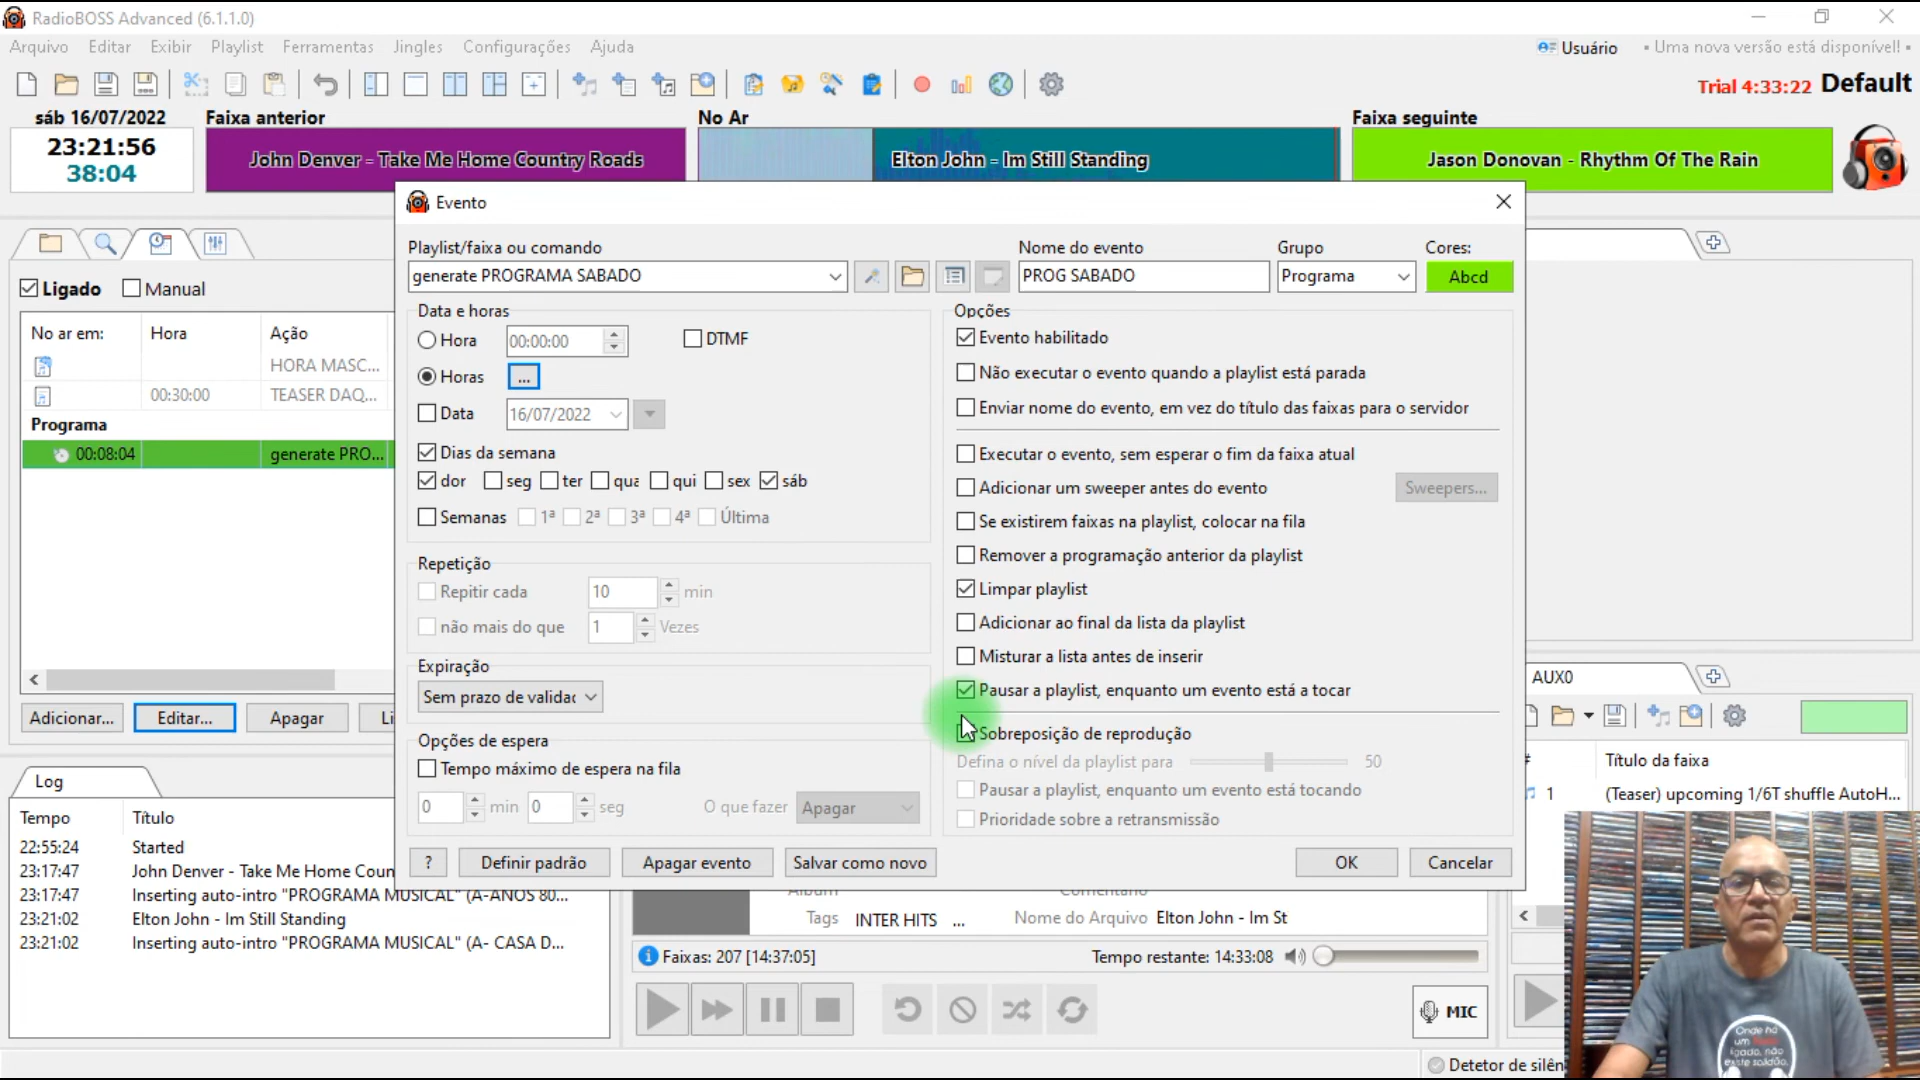 RadioBOSS Advanced (6.1.1.0)
Arquivo Editar Exibir Playlist Ferramentas Jingles Configurações Ajuda
Usuário
• Uma nova versão está disponível! •
Trial 4:33:22 Default
sáb 16/07/2022
23:21:56
38:04
Faixa anterior
John Denver - Take Me Home Country Roads
No Ar
Elton John - Im Still Standing
Faixa seguinte
Jason Donovan - Rhythm Of The Rain
Ligado Manual
No ar em: Hora Ação
HORA MASC...
00:30:00 TEASER DAQ...
Programa
00:08:04 generate PRO...
Adicionar... Editar... Apagar Li
Evento
Playlist/faixa ou comando Nome do evento Grupo Cores:
generate PROGRAMA SABADO PROG SABADO Programa Abcd
Data e horas
Hora 00:00:00 DTMF
Horas ...
Data 16/07/2022
Dias da semana
dor seg ter qua qui sex sáb
Semanas 1ª 2ª 3ª 4ª Última
Repetição
Repitir cada 10 min
não mais do que 1 Vezes
Expiração
Sem prazo de validac
Opções de espera
Tempo máximo de espera na fila
0 min 0 seg O que fazer Apagar
Opções
Evento habilitado
Não executar o evento quando a playlist está parada
Enviar nome do evento, em vez do título das faixas para o servidor
Executar o evento, sem esperar o fim da faixa atual
Adicionar um sweeper antes do evento Sweepers...
Se existirem faixas na playlist, colocar na fila
Remover a programação anterior da playlist
Limpar playlist
Adicionar ao final da lista da playlist
Misturar a lista antes de inserir
Pausar a playlist, enquanto um evento está a tocar
Sobreposição de reprodução
Defina o nível da playlist para 50
Pausar a playlist, enquanto um evento está tocando
Prioridade sobre a retransmissão
? Definir padrão Apagar evento Salvar como novo OK Cancelar
Log
Tempo Título
22:55:24 Started
23:17:47 John Denver - Take Me Home Coun
23:17:47 Inserting auto-intro "PROGRAMA MUSICAL" (A-ANOS 80...
23:21:02 Elton John - Im Still Standing
23:21:02 Inserting auto-intro "PROGRAMA MUSICAL" (A- CASA D...
Album Comentário
Tags INTER HITS ... Nome do Arquivo Elton John - Im St
Faixas: 207 [14:37:05] Tempo restante: 14:33:08
MIC
AUX0
# Título da faixa
1 (Teaser) upcoming 1/6T shuffle AutoH...
Detetor de silên
Onde há
um
ligado, não
existe solidão.